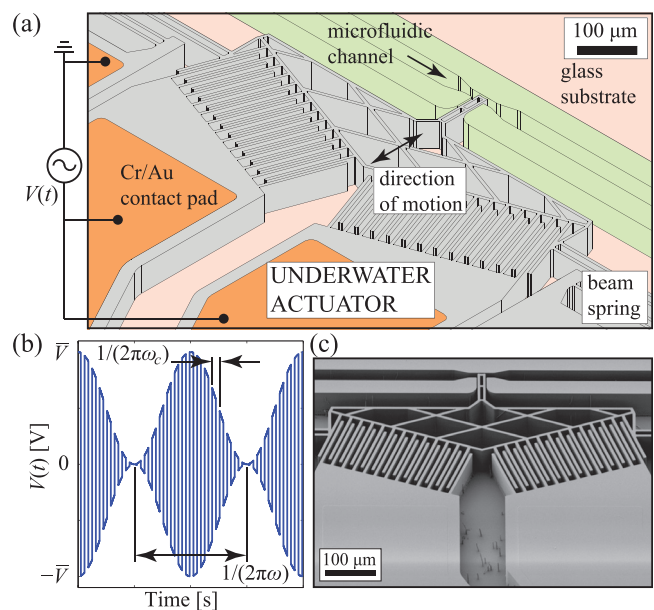 (a)
microfluidic
channel
100 μm
glass
substrate
V(t)
Cr/Au
contact pad
direction
of motion
UNDERWATER
ACTUATOR
beam
spring
(b)
V̅
1/(2πω_c)
V(t) [V]
0
1/(2πω)
−V̅
Time [s]
(c)
100 μm